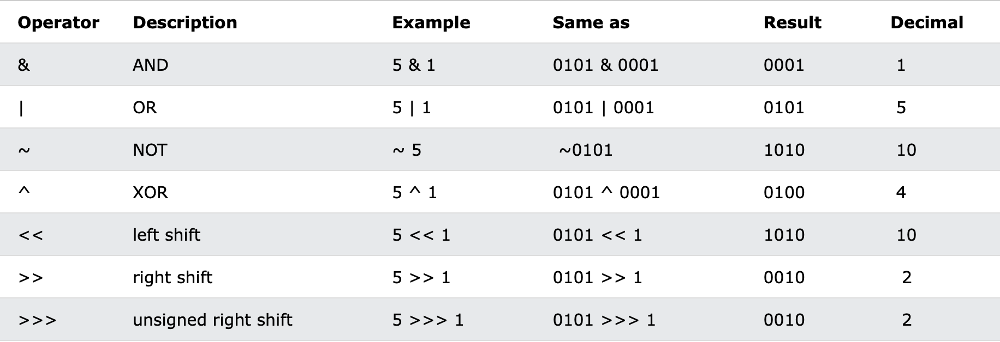 Operator Description Example Same as Result Decimal
& AND 5 & 1 0101 & 0001 0001 1
| OR 5 | 1 0101 | 0001 0101 5
~ NOT ~ 5 ~0101 1010 10
^ XOR 5 ^ 1 0101 ^ 0001 0100 4
<< left shift 5 << 1 0101 << 1 1010 10
>> right shift 5 >> 1 0101 >> 1 0010 2
>>> unsigned right shift 5 >>> 1 0101 >>> 1 0010 2